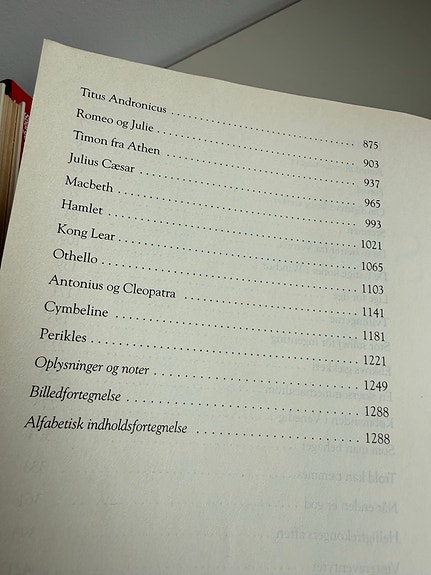 Titus Andronicus . . . . . . . . . . . . . . . . . . . . . . . . . . . . . . . . 875
Romeo og Julie . . . . . . . . . . . . . . . . . . . . . . . . . . . . . . . . . 903
Timon fra Athen . . . . . . . . . . . . . . . . . . . . . . . . . . . . . . . . 937
Julius Cæsar . . . . . . . . . . . . . . . . . . . . . . . . . . . . . . . . . . . 965
Macbeth . . . . . . . . . . . . . . . . . . . . . . . . . . . . . . . . . . . . . . 993
Hamlet . . . . . . . . . . . . . . . . . . . . . . . . . . . . . . . . . . . . . . 1021
Kong Lear . . . . . . . . . . . . . . . . . . . . . . . . . . . . . . . . . . . 1065
Othello . . . . . . . . . . . . . . . . . . . . . . . . . . . . . . . . . . . . . 1103
Antonius og Cleopatra . . . . . . . . . . . . . . . . . . . . . . . . . . 1141
Cymbeline . . . . . . . . . . . . . . . . . . . . . . . . . . . . . . . . . . . 1181
Perikles . . . . . . . . . . . . . . . . . . . . . . . . . . . . . . . . . . . . . 1221
Oplysninger og noter . . . . . . . . . . . . . . . . . . . . . . . . . . . 1249
Billedfortegnelse . . . . . . . . . . . . . . . . . . . . . . . . . . . . . . 1288
Alfabetisk indholdsfortegnelse . . . . . . . . . . . . . . . . . . . . 1288